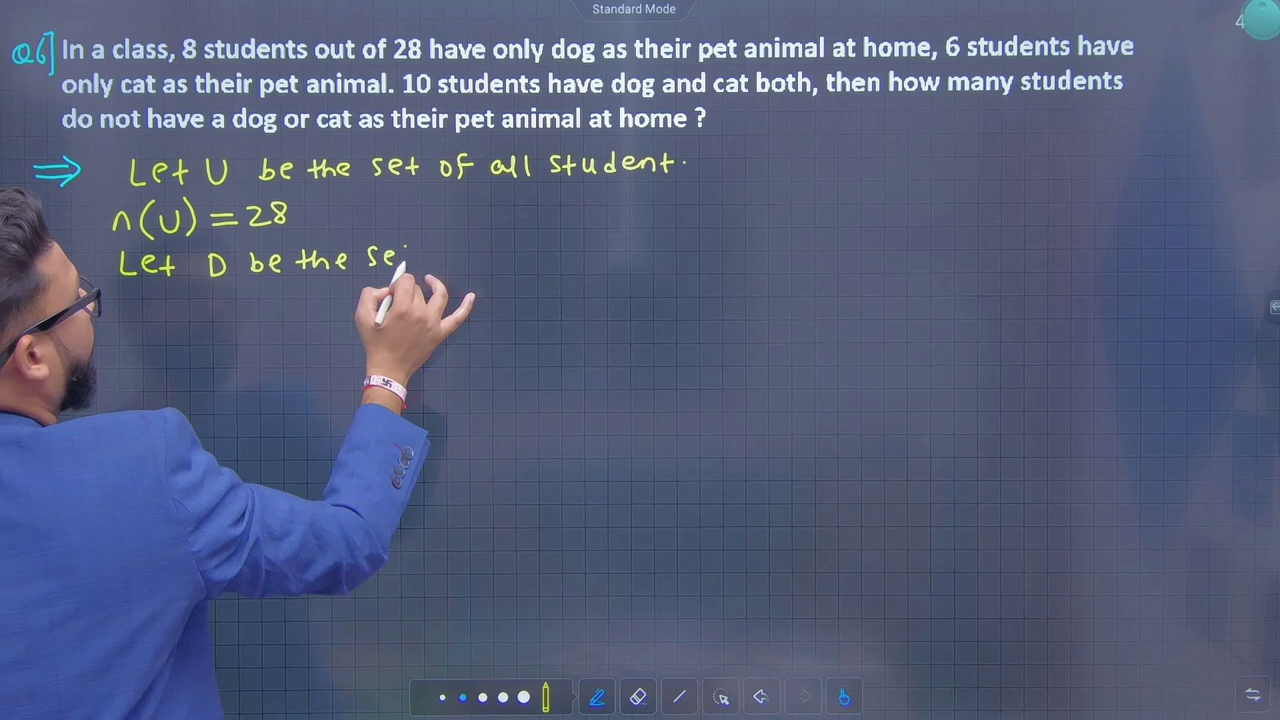 Standard Mode
4
Q6] In a class, 8 students out of 28 have only dog as their pet animal at home, 6 students have
only cat as their pet animal. 10 students have dog and cat both, then how many students
do not have a dog or cat as their pet animal at home ?
⇒ Let U be the set of all student.
n(U) = 28
Let D be the se